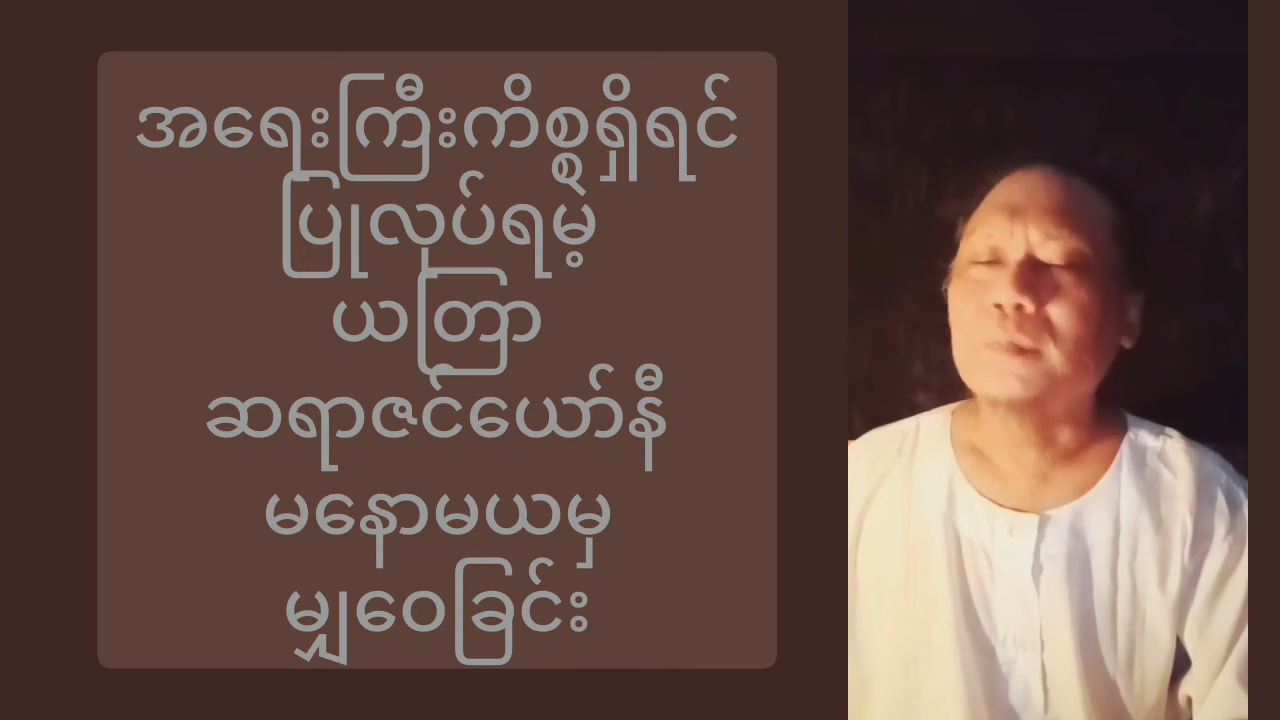 အရေးကြီးကိစ္စရှိရင်
ပြုလုပ်ရမဲ့
ယတြာ
ဆရာဇင်ယော်နီ
မနောမယမှ
မျှဝေခြင်း